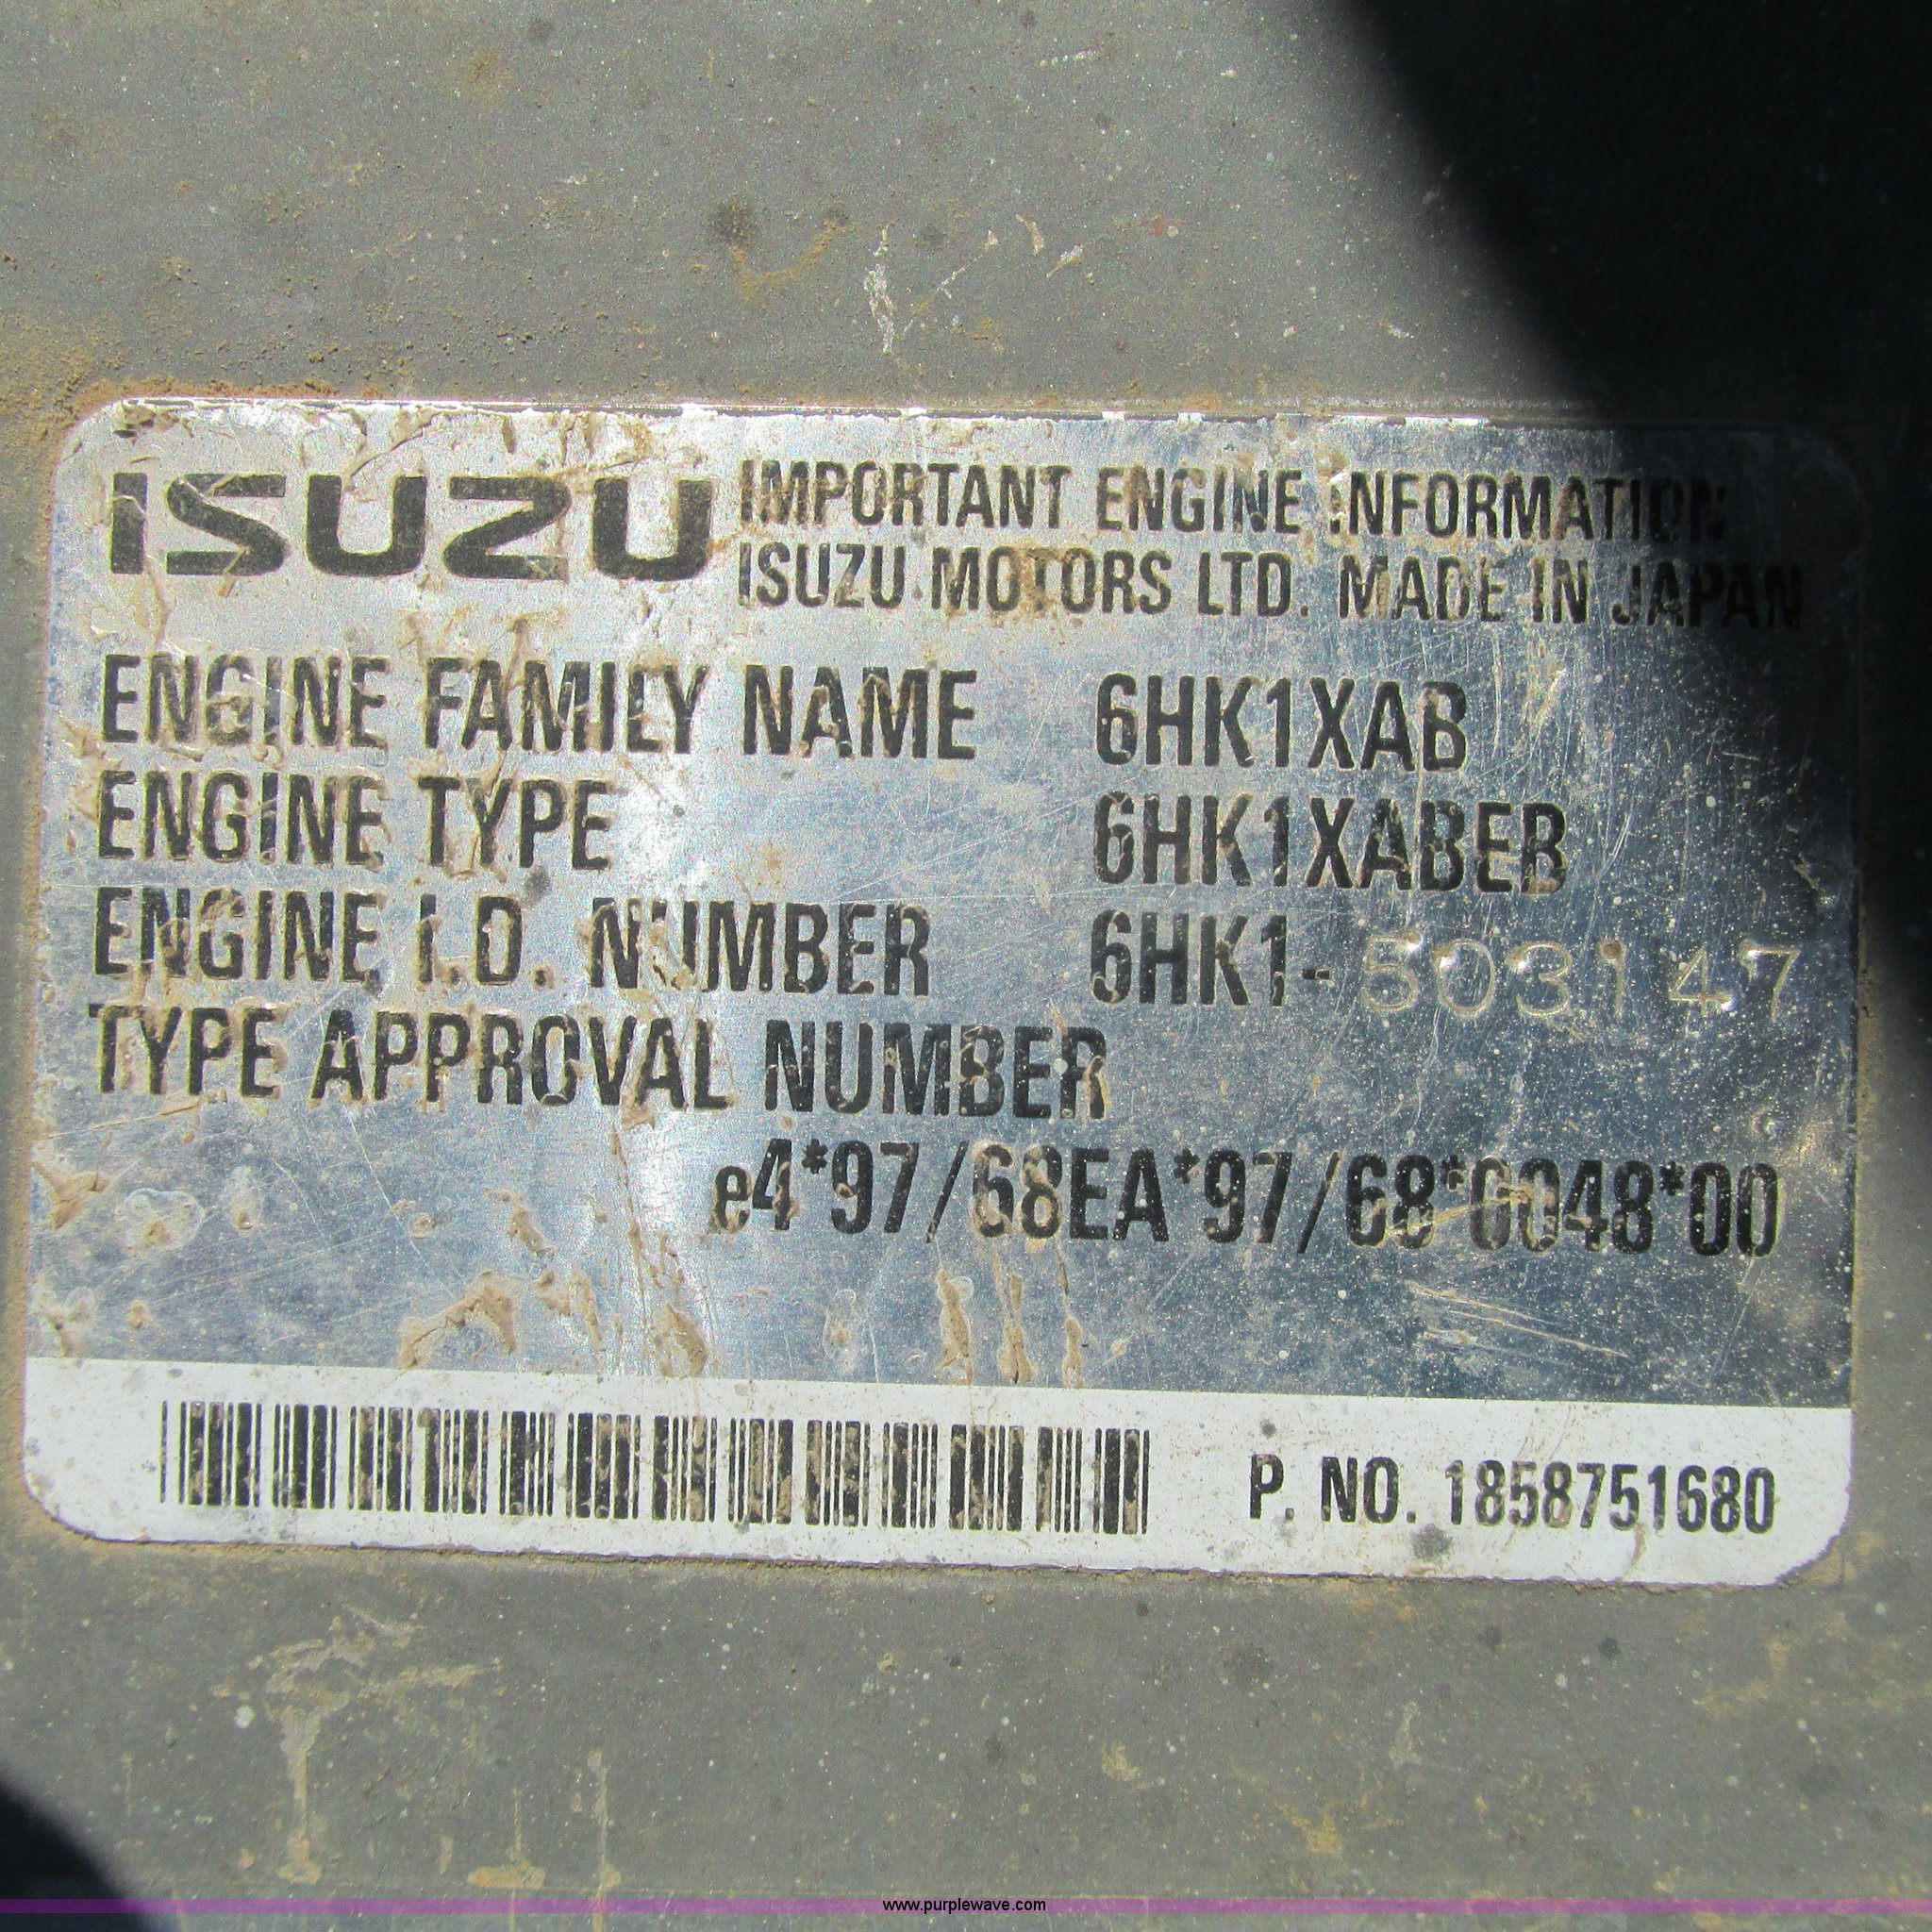 ISUZU IMPORTANT ENGINE INFORMATION
ISUZU MOTORS LTD. MADE IN JAPAN
ENGINE FAMILY NAME 6HK1XAB
ENGINE TYPE 6HK1XABEB
ENGINE I.D. NUMBER 6HK1-503147
TYPE APPROVAL NUMBER
e4*97/68EA*97/68*0048*00
P. NO. 1858751680
www.purplewave.com